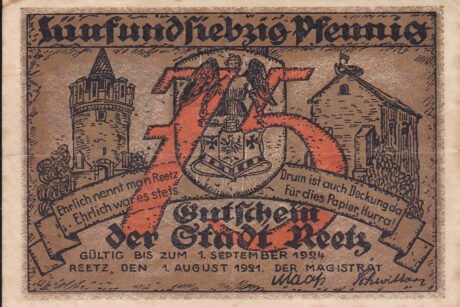 Fünfundsiebzig Pfennig
75
Ehrlich nennt man Reetz
Ehrlich war es stets
Drum ist auch Deckung da
Für dies Papier, Hurra!
Gutschein
der Stadt Reetz
GÜLTIG BIS ZUM 1. SEPTEMBER 1924
REETZ, DEN 1. AUGUST 1921. DER MAGISTRAT